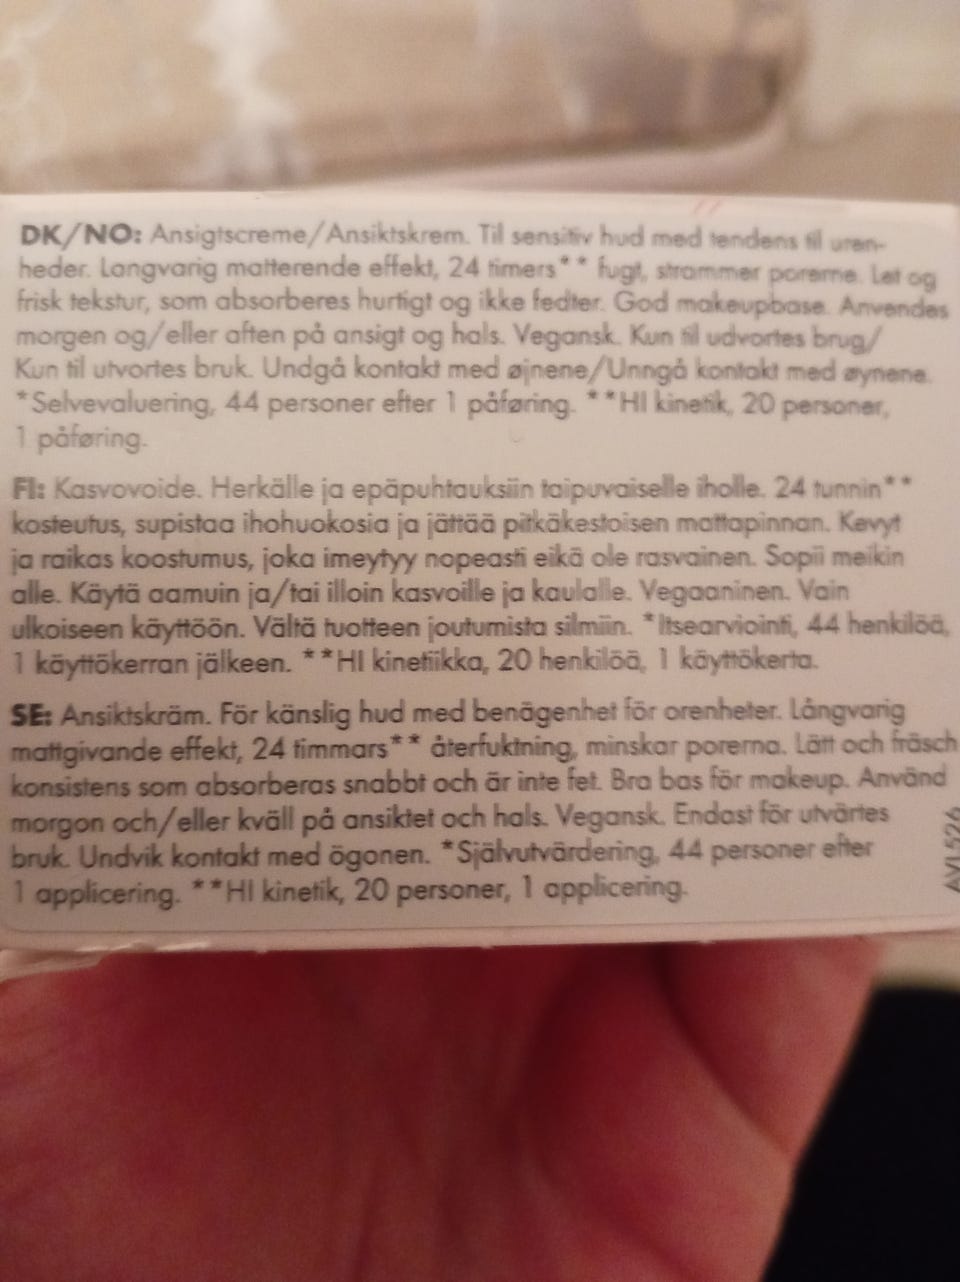 DK/NO: Ansigtscreme/Ansiktskrem. Til sensitiv hud med tendens til uren-
heder. Langvarig matterende effekt, 24 timers** fugt, strammer porerne. Let og
frisk tekstur, som absorberes hurtigt og ikke fedter. God makeupbase. Anvendes
morgen og/eller aften på ansigt og hals. Vegansk. Kun til udvortes brug/
Kun til utvortes bruk. Undgå kontakt med øjnene/Unngå kontakt med øynene.
*Selvevaluering, 44 personer efter 1 påføring. **HI kinetik, 20 personer,
1 påføring.
FI: Kasvovoide. Herkälle ja epäpuhtauksiin taipuvaiselle iholle. 24 tunnin**
kosteutus, supistaa ihohuokosia ja jättää pitkäkestoisen mattapinnan. Kevyt
ja raikas koostumus, joka imeytyy nopeasti eikä ole rasvainen. Sopii meikin
alle. Käytä aamuin ja/tai illoin kasvoille ja kaulalle. Vegaaninen. Vain
ulkoiseen käyttöön. Vältä tuotteen joutumista silmiin. *Itsearviointi, 44 henkilöä,
1 käyttökerran jälkeen. **HI kinetiikka, 20 henkilöä, 1 käyttökerta.
SE: Ansiktskräm. För känslig hud med benägenhet för orenheter. Långvarig
mattgivande effekt, 24 timmars** återfuktning, minskar porerna. Lätt och fräsch
konsistens som absorberas snabbt och är inte fet. Bra bas för makeup. Använd
morgon och/eller kväll på ansiktet och hals. Vegansk. Endast för utvärtes
bruk. Undvik kontakt med ögonen. *Självutvärdering, 44 personer efter
1 applicering. **HI kinetik, 20 personer, 1 applicering.